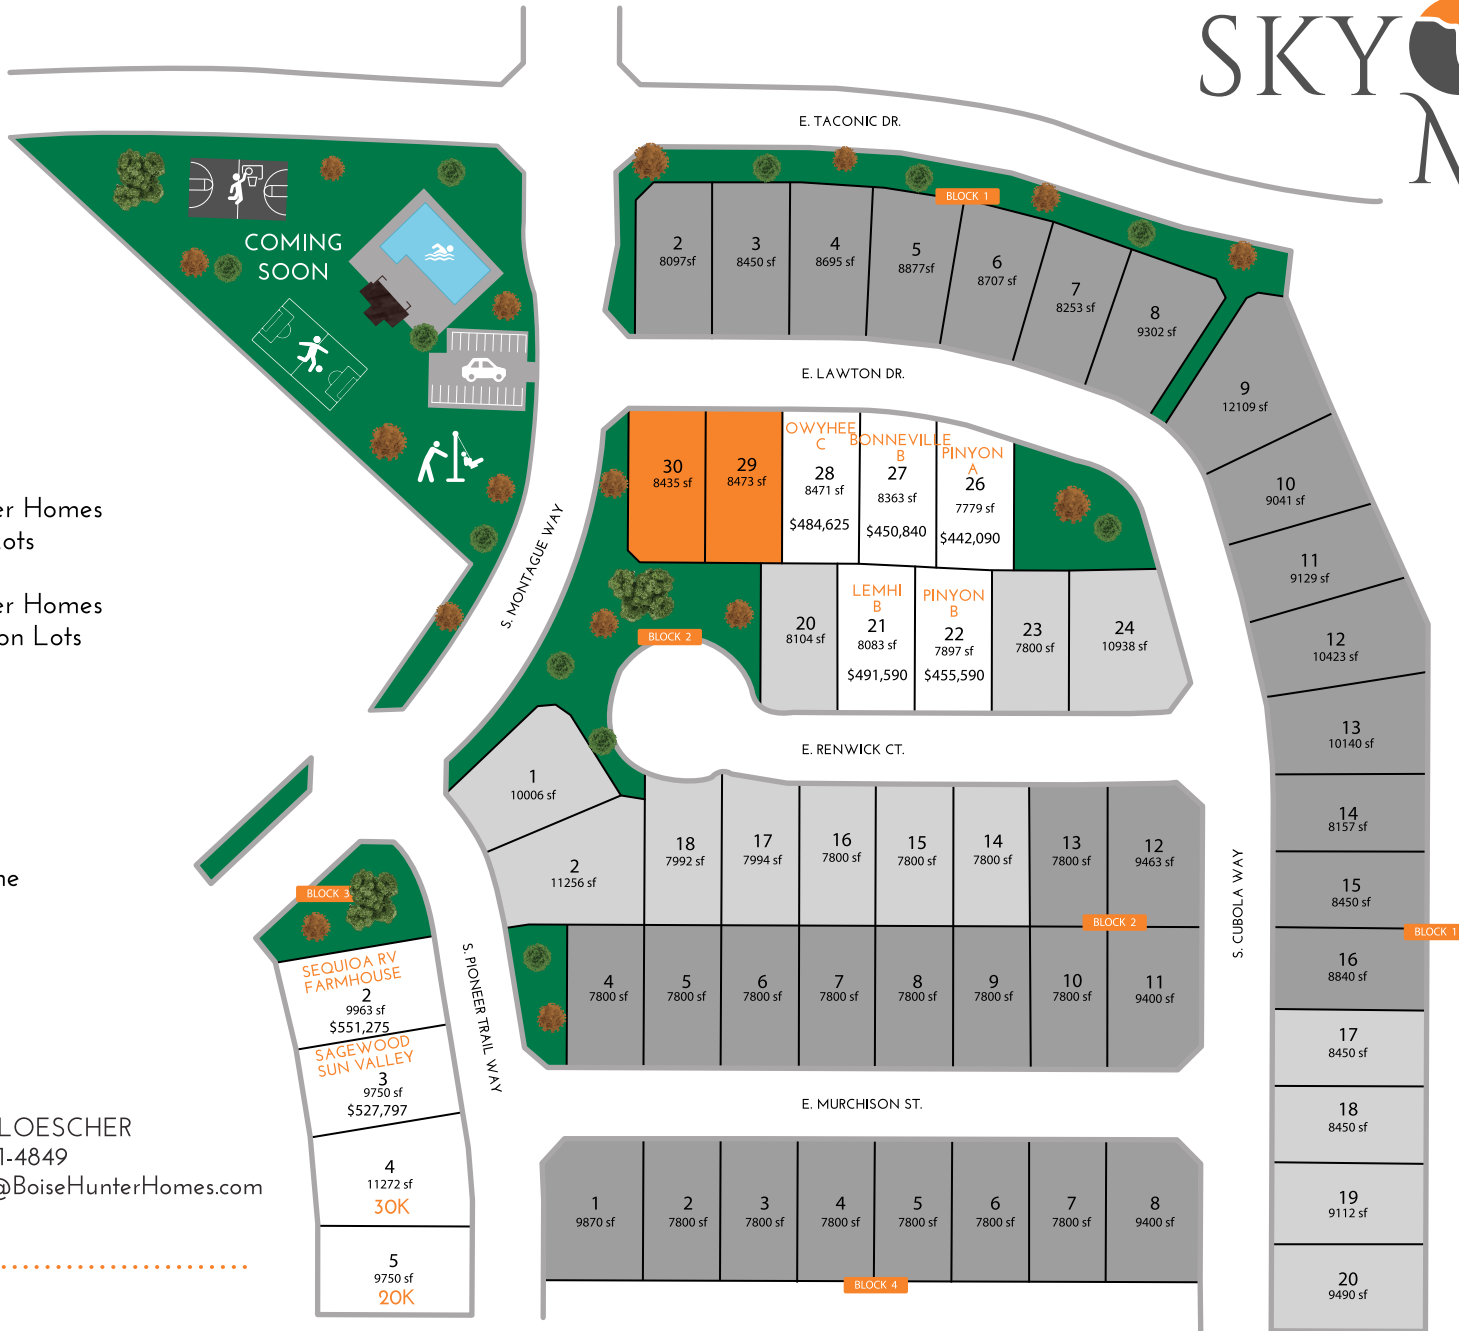 SKY
E. TACONIC DR.
BLOCK 1
COMING
SOON
2
8097sf
3
8450 sf
4
8695 sf
5
8877sf
6
8707 sf
7
8253 sf
8
9302 sf
9
12109 sf
10
9041 sf
11
9129 sf
12
10423 sf
13
10140 sf
14
8157 sf
15
8450 sf
BLOCK 1
16
8840 sf
17
8450 sf
18
8450 sf
19
9112 sf
20
9490 sf
E. LAWTON DR.
30
8435 sf
29
8473 sf
OWYHEE
C
28
8471 sf
$484,625
BONNEVILLE
B
27
8363 sf
$450,840
PINYON
A
26
7779 sf
$442,090
er Homes
ots
er Homes
on Lots
S. MONTAGUE WAY
BLOCK 2
20
8104 sf
LEMHI
B
21
8083 sf
$491,590
PINYON
B
22
7897 sf
$455,590
23
7800 sf
24
10938 sf
E. RENWICK CT.
1
10006 sf
2
11256 sf
18
7992 sf
17
7994 sf
16
7800 sf
15
7800 sf
14
7800 sf
13
7800 sf
12
9463 sf
BLOCK 2
S. CUBOLA WAY
4
7800 sf
5
7800 sf
6
7800 sf
7
7800 sf
8
7800 sf
9
7800 sf
10
7800 sf
11
9400 sf
ne
BLOCK 3
S. PIONEER TRAIL WAY
SEQUIOA RV
FARMHOUSE
2
9963 sf
$551,275
SAGEWOOD
SUN VALLEY
3
9750 sf
$527,797
4
11272 sf
30K
5
9750 sf
20K
E. MURCHISON ST.
1
9870 sf
2
7800 sf
3
7800 sf
4
7800 sf
5
7800 sf
6
7800 sf
7
7800 sf
8
9400 sf
BLOCK 4
LOESCHER
1-4849
@BoiseHunterHomes.com